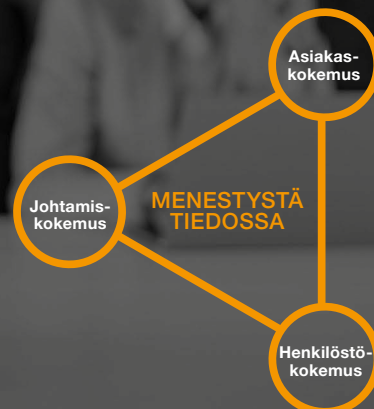 Asiakas-
kokemus
Johtamis-
kokemus
MENESTYSTÄ
TIEDOSSA
Henkilöstö-
kokemus